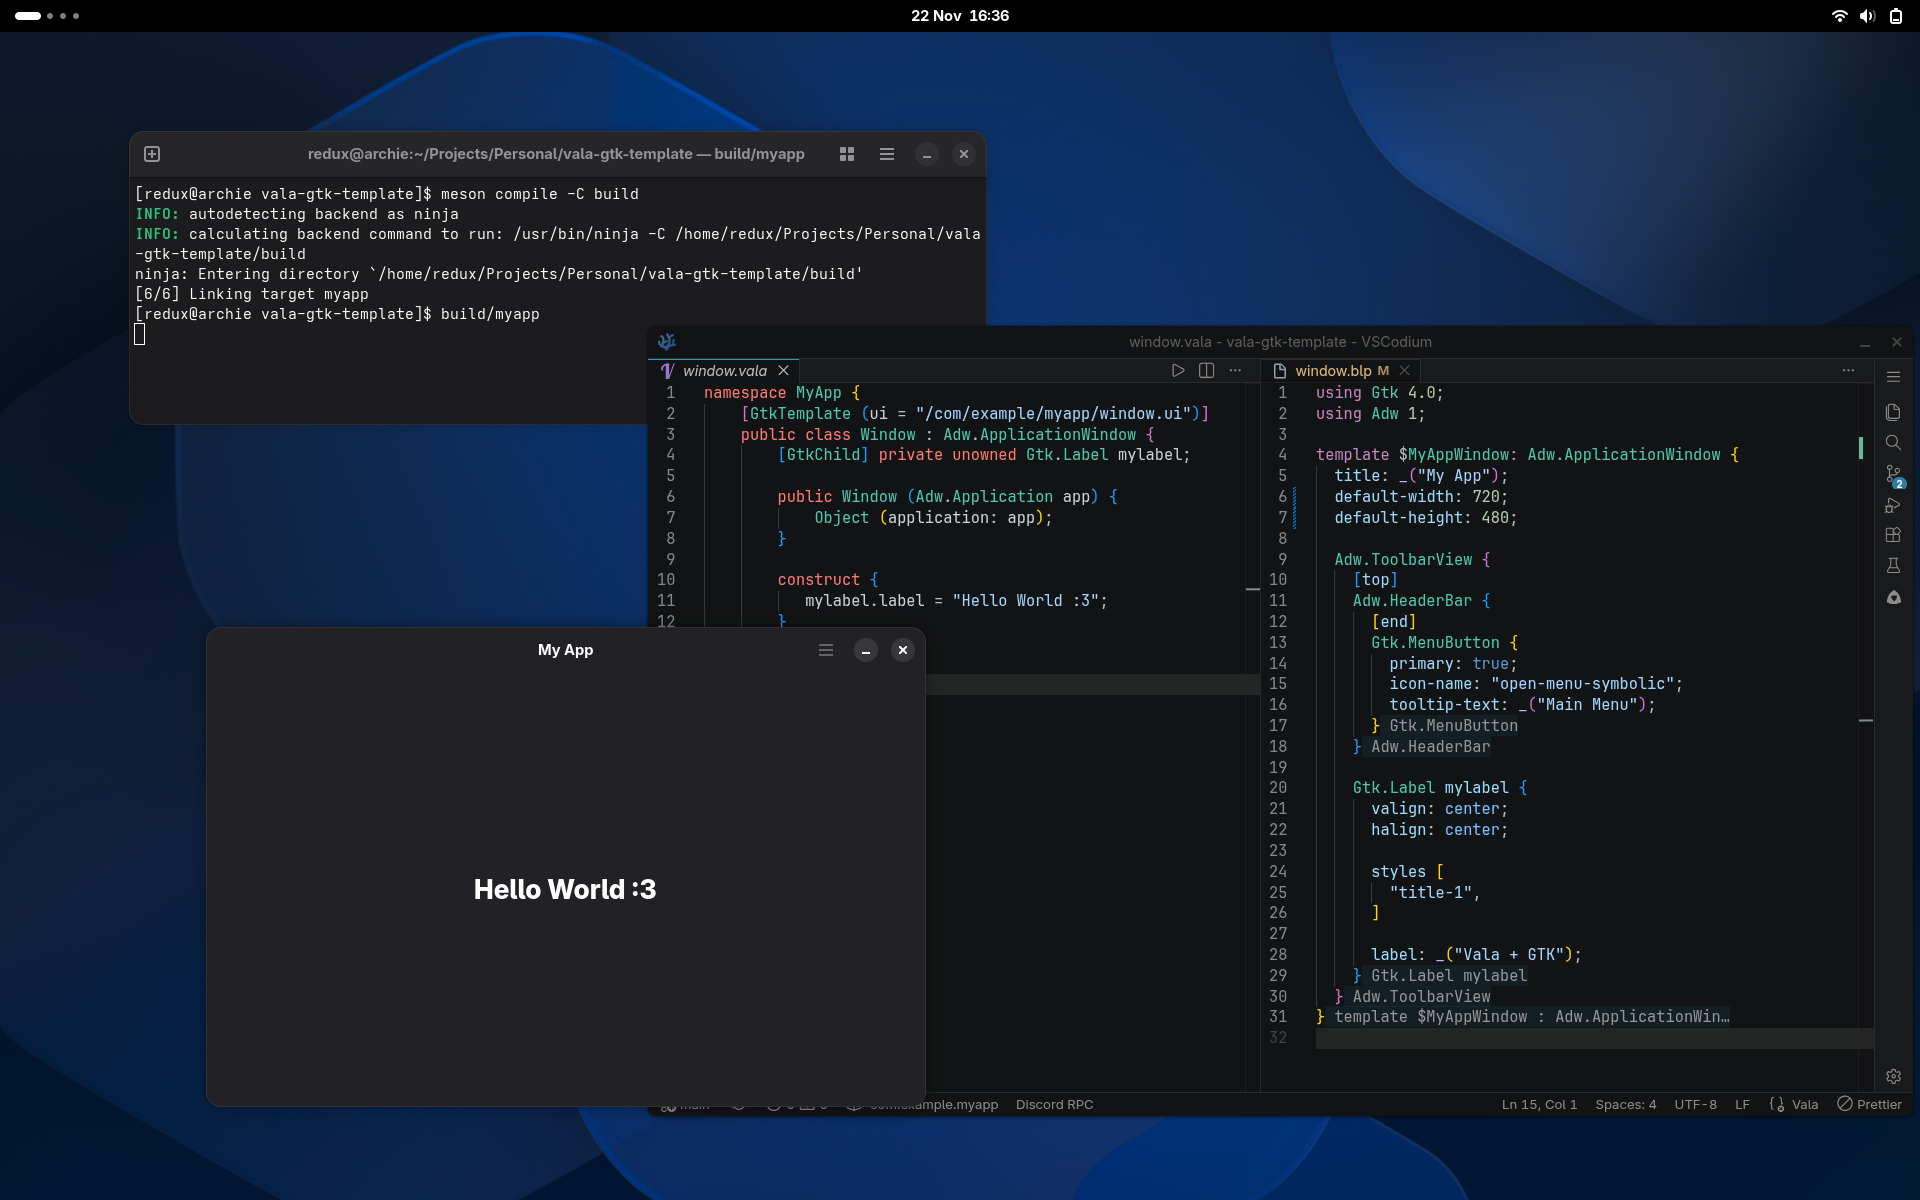 22 Nov 16:36
redux@archie:~/Projects/Personal/vala-gtk-template — build/myapp
[redux@archie vala-gtk-template]$ meson compile -C build
INFO: autodetecting backend as ninja
INFO: calculating backend command to run: /usr/bin/ninja -C /home/redux/Projects/Personal/vala
-gtk-template/build
ninja: Entering directory `/home/redux/Projects/Personal/vala-gtk-template/build'
[6/6] Linking target myapp
[redux@archie vala-gtk-template]$ build/myapp
window.vala - vala-gtk-template - VSCodium
window.vala
1 namespace MyApp {
2 [GtkTemplate (ui = "/com/example/myapp/window.ui")]
3 public class Window : Adw.ApplicationWindow {
4 [GtkChild] private unowned Gtk.Label mylabel;
5
6 public Window (Adw.Application app) {
7 Object (application: app);
8 }
9
10 construct {
11 mylabel.label = "Hello World :3";
12 }
window.blp M
1 using Gtk 4.0;
2 using Adw 1;
3
4 template $MyAppWindow: Adw.ApplicationWindow {
5 title: _("My App");
6 default-width: 720;
7 default-height: 480;
8
9 Adw.ToolbarView {
10 [top]
11 Adw.HeaderBar {
12 [end]
13 Gtk.MenuButton {
14 primary: true;
15 icon-name: "open-menu-symbolic";
16 tooltip-text: _("Main Menu");
17 } Gtk.MenuButton
18 } Adw.HeaderBar
19
20 Gtk.Label mylabel {
21 valign: center;
22 halign: center;
23
24 styles [
25 "title-1",
26 ]
27
28 label: _("Vala + GTK");
29 } Gtk.Label mylabel
30 } Adw.ToolbarView
31 } template $MyAppWindow : Adw.ApplicationWin…
32
2
My App
Hello World :3
main
com.example.myapp Discord RPC
Ln 15, Col 1 Spaces: 4 UTF-8 LF Vala Prettier